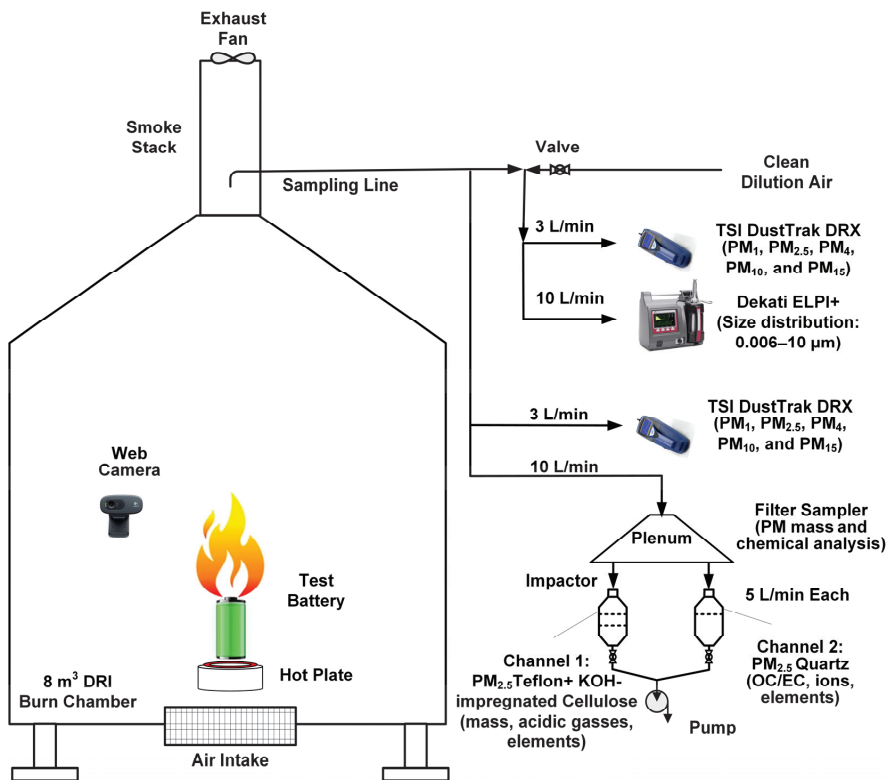 Exhaust
Fan
Smoke
Stack
Sampling Line
Valve
Clean
Dilution Air
3 L/min
TSI DustTrak DRX
(PM₁, PM₂.₅, PM₄,
PM₁₀, and PM₁₅)
10 L/min
Dekati ELPI+
(Size distribution:
0.006–10 µm)
3 L/min
TSI DustTrak DRX
(PM₁, PM₂.₅, PM₄,
PM₁₀, and PM₁₅)
10 L/min
Web
Camera
Filter Sampler
(PM mass and
chemical analysis)
Plenum
Impactor
5 L/min Each
Test
Battery
Hot Plate
8 m³ DRI
Burn Chamber
Air Intake
Channel 1:
PM₂.₅Teflon+ KOH-
impregnated Cellulose
(mass, acidic gasses,
elements)
Channel 2:
PM₂.₅ Quartz
(OC/EC, ions,
elements)
Pump